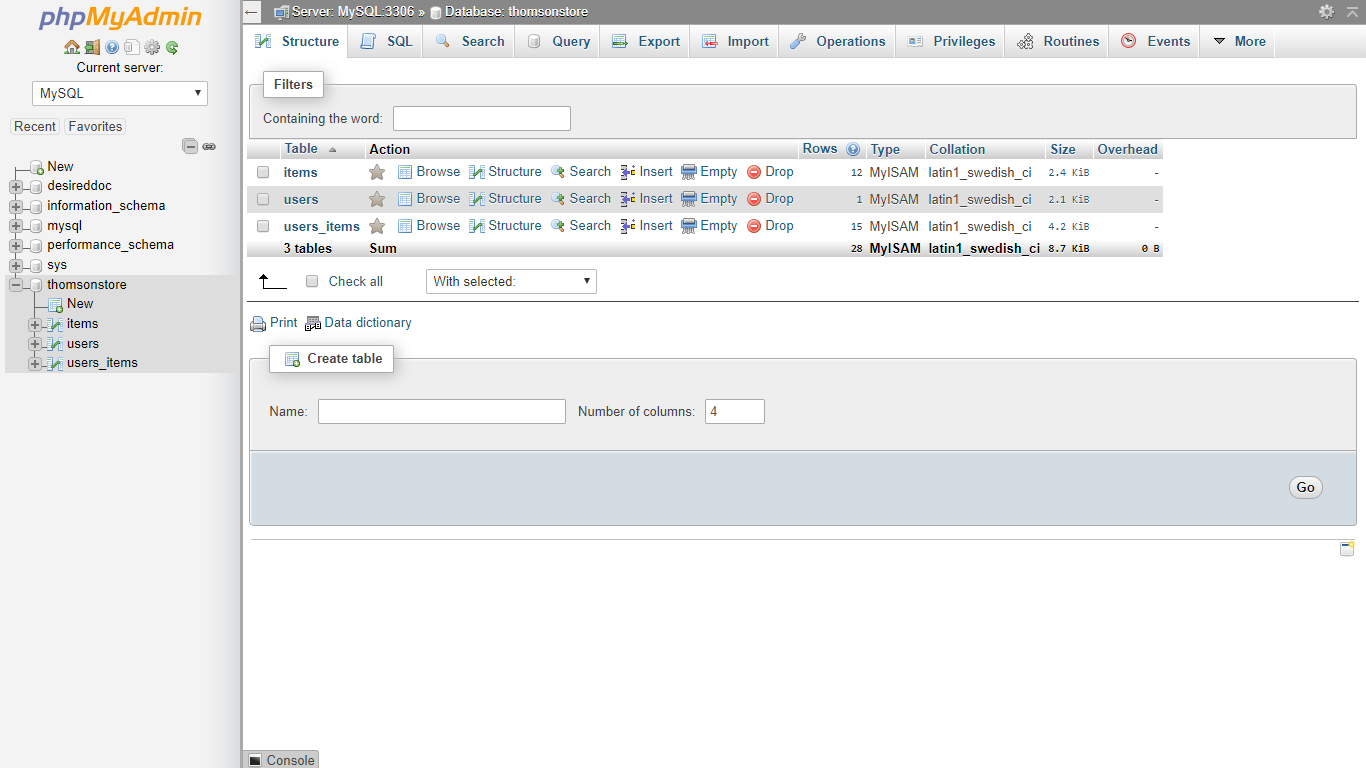 phpMyAdmin
Current server:
MySQL
Recent Favorites
New
desireddoc
information_schema
mysql
performance_schema
sys
thomsonstore
New
items
users
users_items
Server: MySQL:3306 » Database: thomsonstore
Structure SQL Search Query Export Import Operations Privileges Routines Events More
Filters
Containing the word:
Table Action Rows Type Collation Size Overhead
items Browse Structure Search Insert Empty Drop 12 MyISAM latin1_swedish_ci 2.4 KiB -
users Browse Structure Search Insert Empty Drop 1 MyISAM latin1_swedish_ci 2.1 KiB -
users_items Browse Structure Search Insert Empty Drop 15 MyISAM latin1_swedish_ci 4.2 KiB -
3 tables Sum 28 MyISAM latin1_swedish_ci 8.7 KiB 0 B
Check all With selected:
Print Data dictionary
Create table
Name: Number of columns: 4
Go
Console